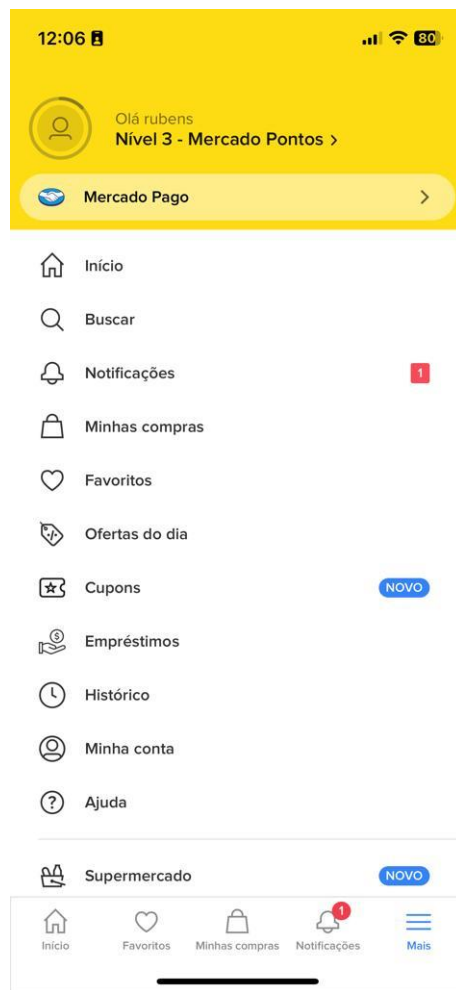 12:06
80
Olá rubens
Nível 3 - Mercado Pontos >
Mercado Pago
Início
Buscar
Notificações 1
Minhas compras
Favoritos
Ofertas do dia
Cupons NOVO
Empréstimos
Histórico
Minha conta
Ajuda
Supermercado NOVO
1
Início Favoritos Minhas compras Notificações Mais